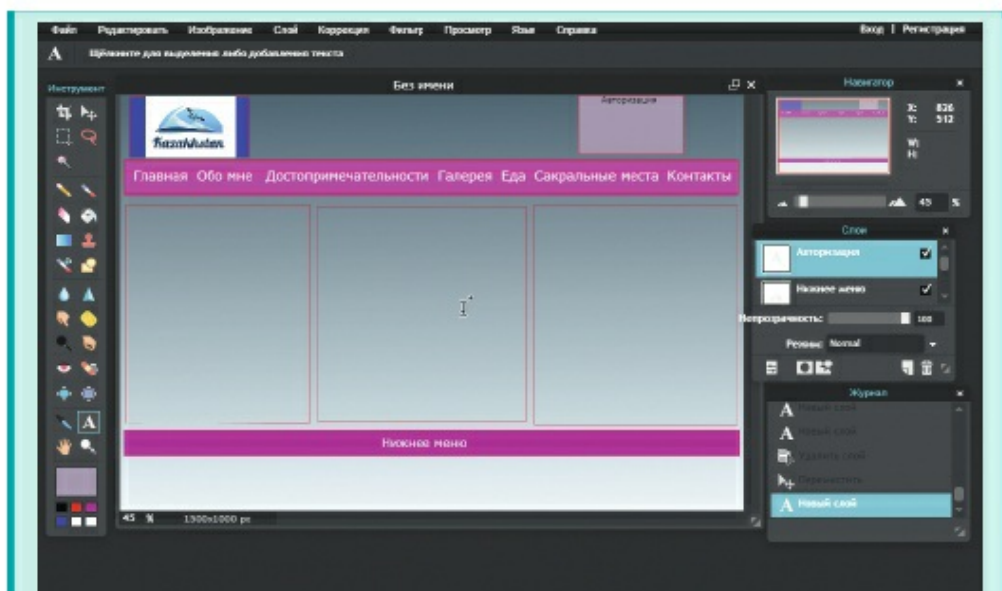 Файл Редактировать Изображение Слой Коррекция Фильтр Просмотр Язык Справка Вход | Регистрация
A Щёлкните для выделения либо добавления текста
Инструмент
Без имени
Навигатор
X: 836
Y: 512
W:
H:
45 %
Авторизация
Kazakhstan
Главная Обо мне Достопримечательности Галерея Еда Сакральные места Контакты
Слои
Авторизация
Нижнее меню
Непрозрачность: 100
Режим: Normal
Журнал
A Новый слой
A Новый слой
Удалить слой
Переместить
A Новый слой
Нижнее меню
45 % 1300x1000 px